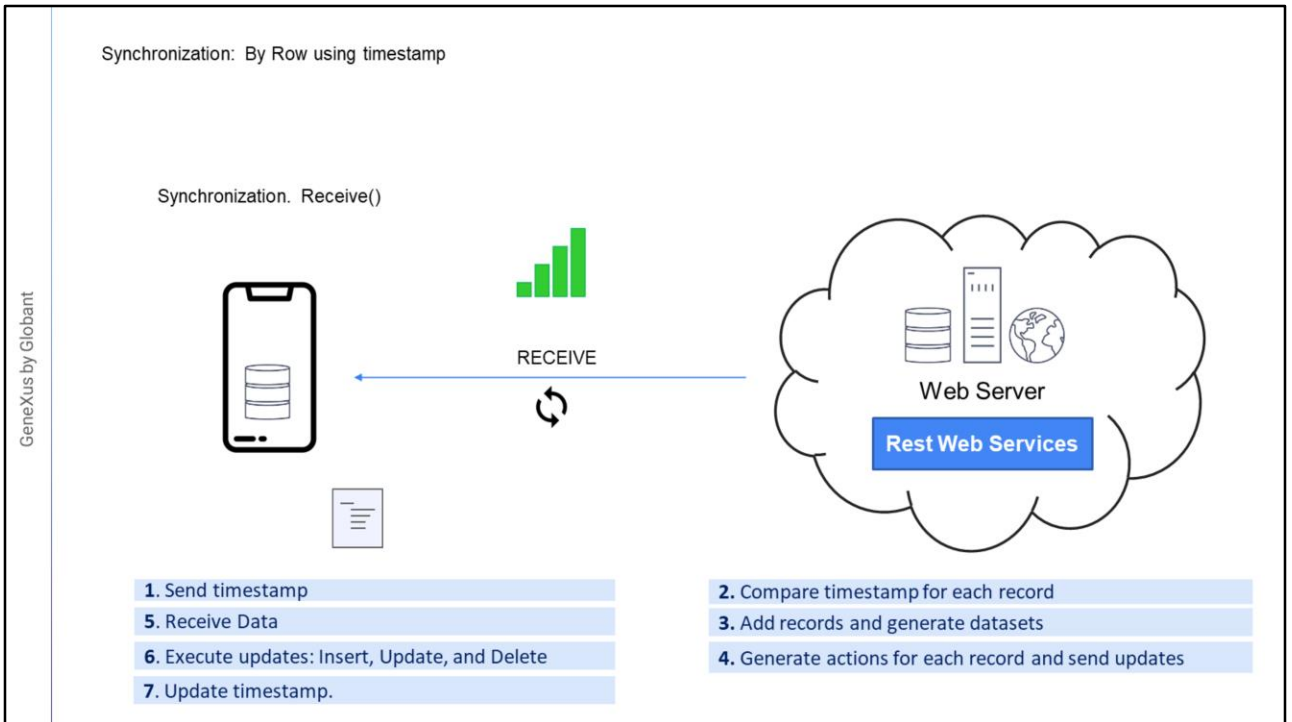 Synchronization: By Row using timestamp
Synchronization. Receive()
GeneXus by Globant
RECEIVE
Web Server
Rest Web Services
1. Send timestamp
5. Receive Data
6. Execute updates: Insert, Update, and Delete
7. Update timestamp.
2. Compare timestamp for each record
3. Add records and generate datasets
4. Generate actions for each record and send updates